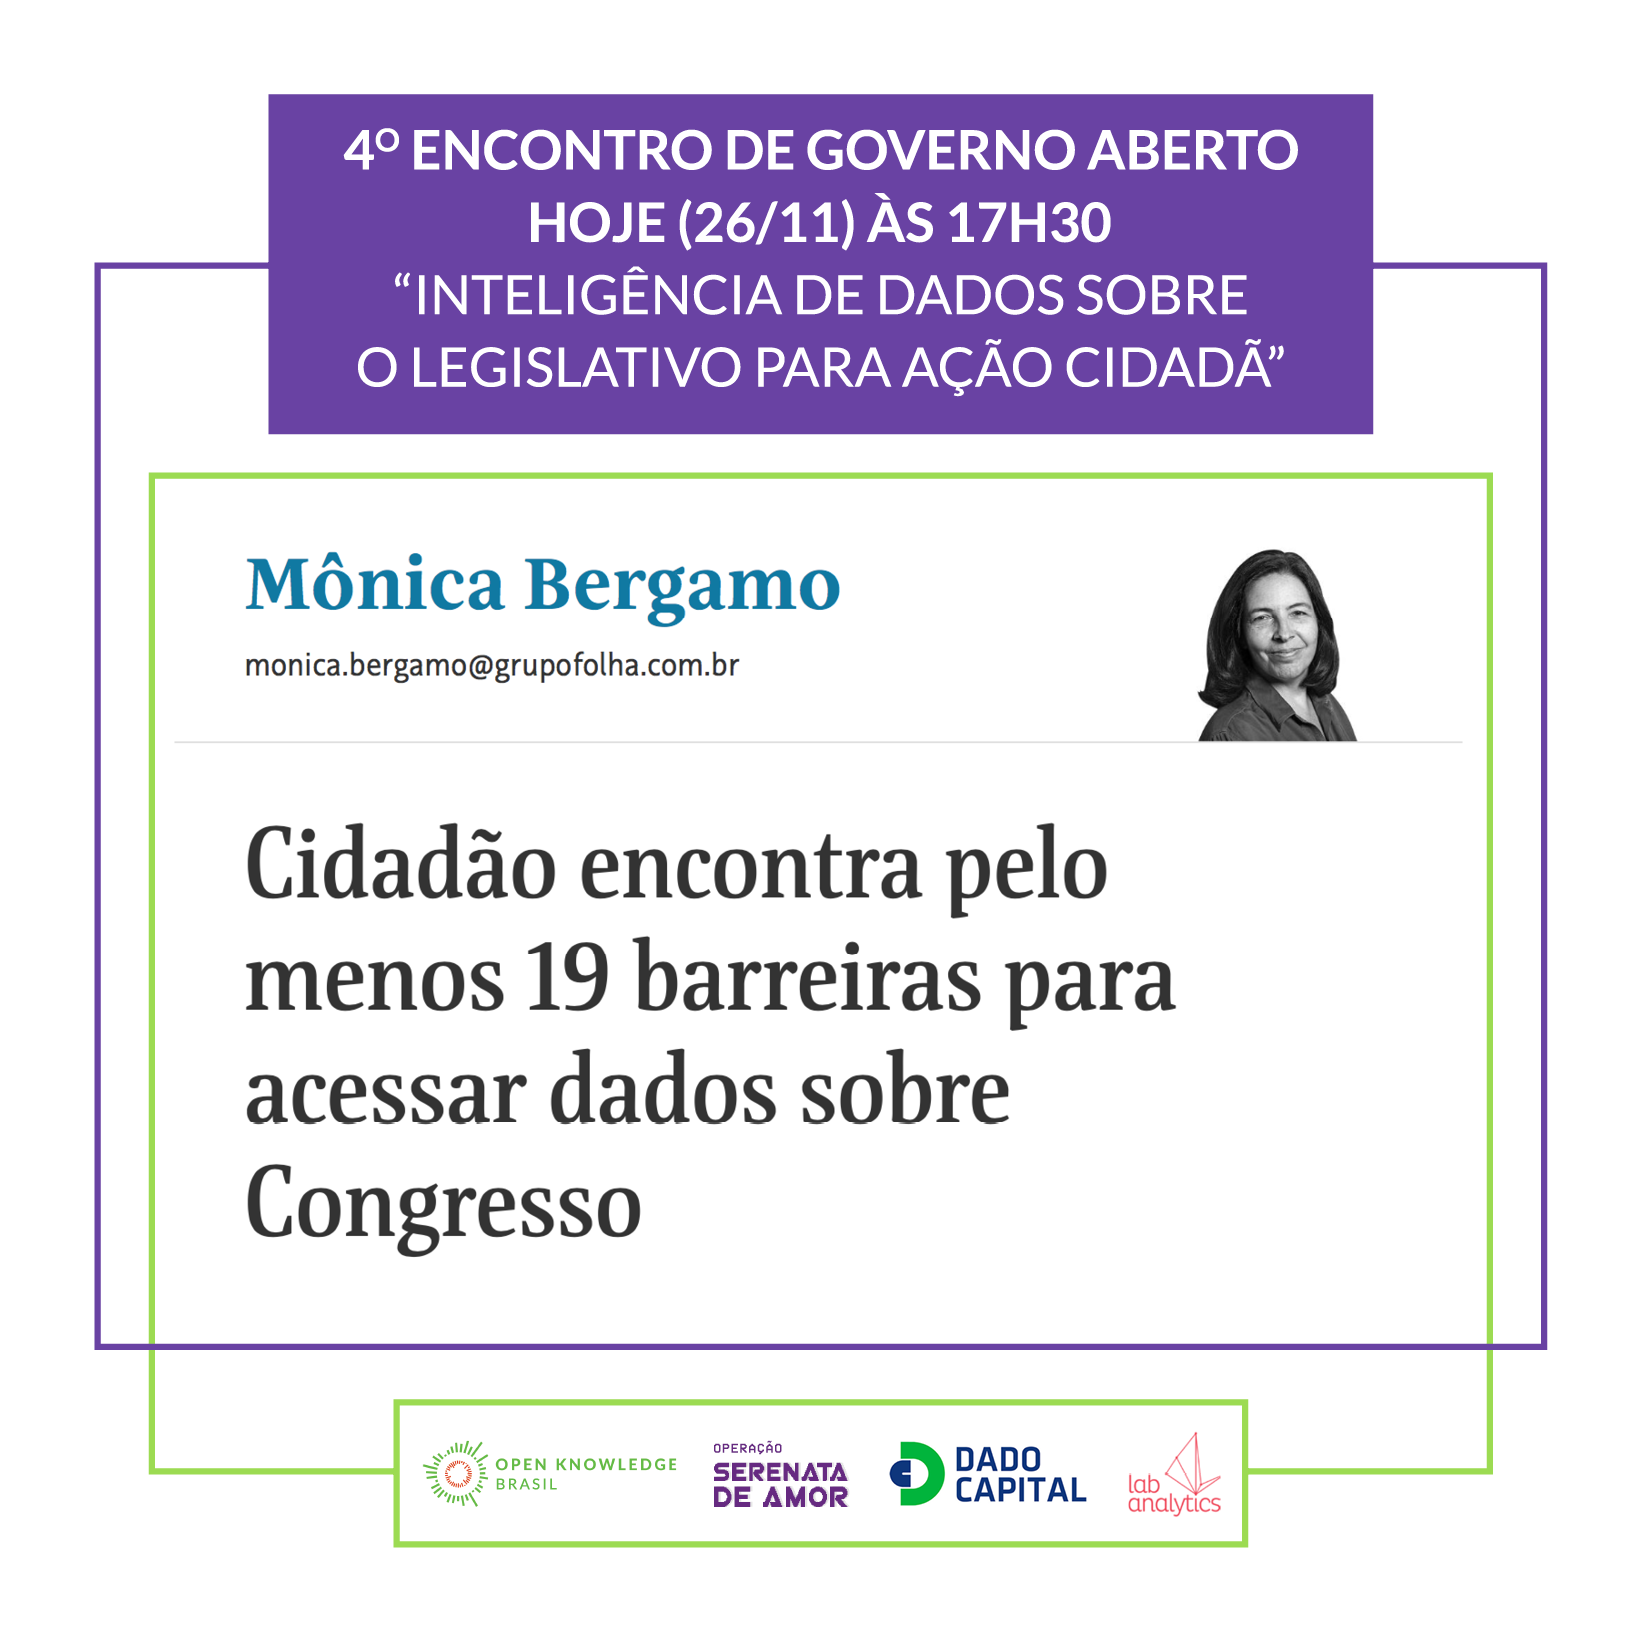 4º ENCONTRO DE GOVERNO ABERTO
HOJE (26/11) ÀS 17H30
“INTELIGÊNCIA DE DADOS SOBRE
O LEGISLATIVO PARA AÇÃO CIDADÃ”
Mônica Bergamo
monica.bergamo@grupofolha.com.br
Cidadão encontra pelo
menos 19 barreiras para
acessar dados sobre
Congresso
OPEN KNOWLEDGE
BRASIL
OPERAÇÃO
SERENATA
DE AMOR
DADO
CAPITAL
lab
analytics